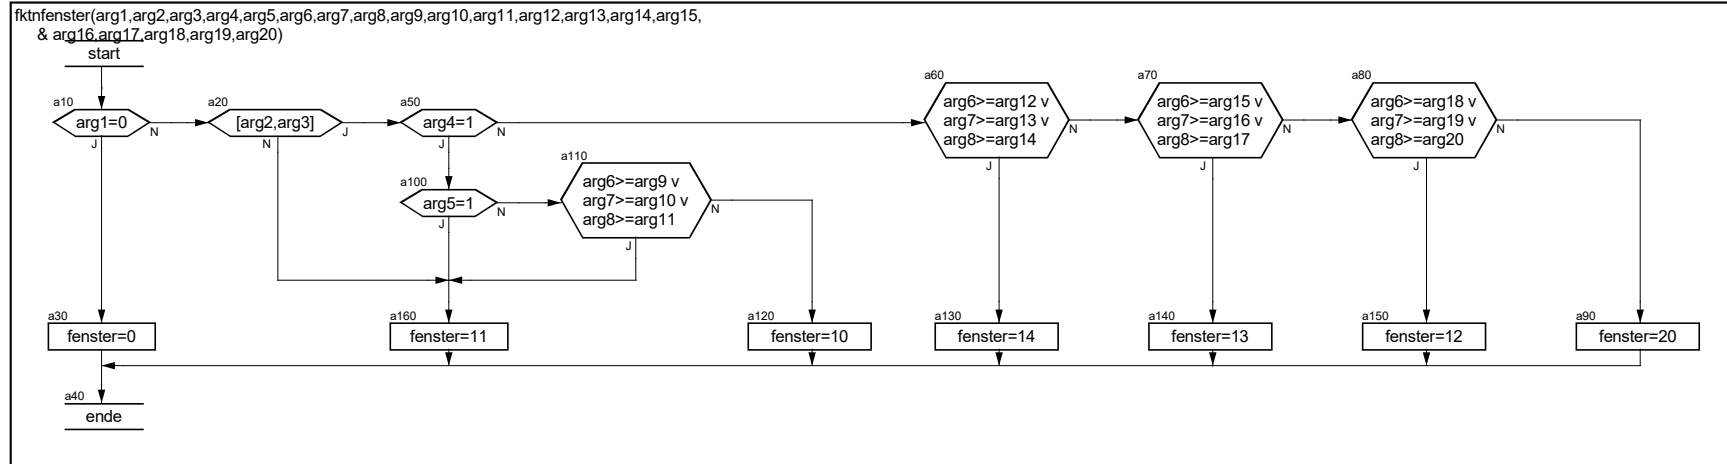 fktnfenster(arg1,arg2,arg3,arg4,arg5,arg6,arg7,arg8,arg9,arg10,arg11,arg12,arg13,arg14,arg15,
& arg16,arg17,arg18,arg19,arg20)
start
a10
arg1=0
N
J
a20
[arg2,arg3]
J
N
a50
arg4=1
N
J
a60
arg6>=arg12 v
arg7>=arg13 v
arg8>=arg14
N
J
a70
arg6>=arg15 v
arg7>=arg16 v
arg8>=arg17
N
J
a80
arg6>=arg18 v
arg7>=arg19 v
arg8>=arg20
N
J
a100
arg5=1
N
J
a110
arg6>=arg9 v
arg7>=arg10 v
arg8>=arg11
N
J
a30
fenster=0
a160
fenster=11
a120
fenster=10
a130
fenster=14
a140
fenster=13
a150
fenster=12
a90
fenster=20
a40
ende